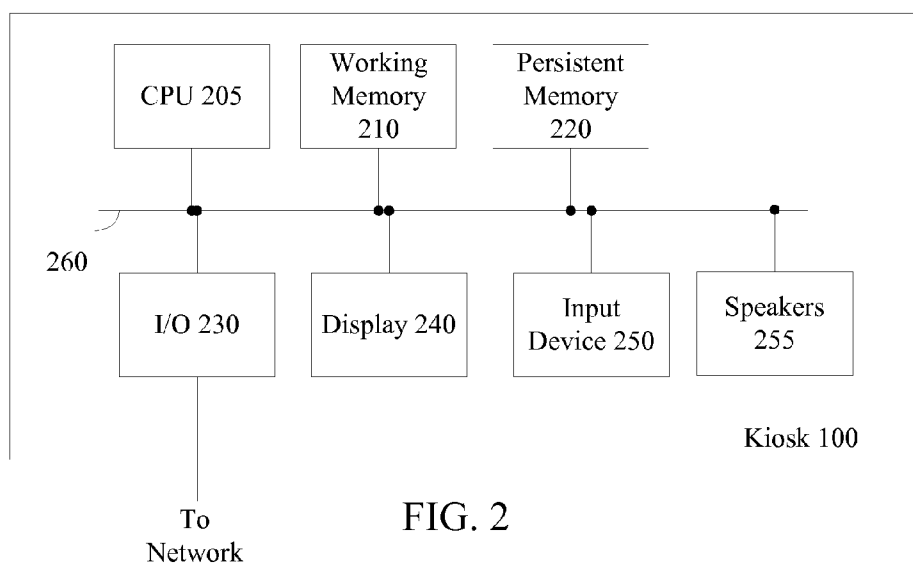 CPU 205
Working
Memory
210
Persistent
Memory
220
260
I/O 230
Display 240
Input
Device 250
Speakers
255
Kiosk 100
To
Network
FIG. 2